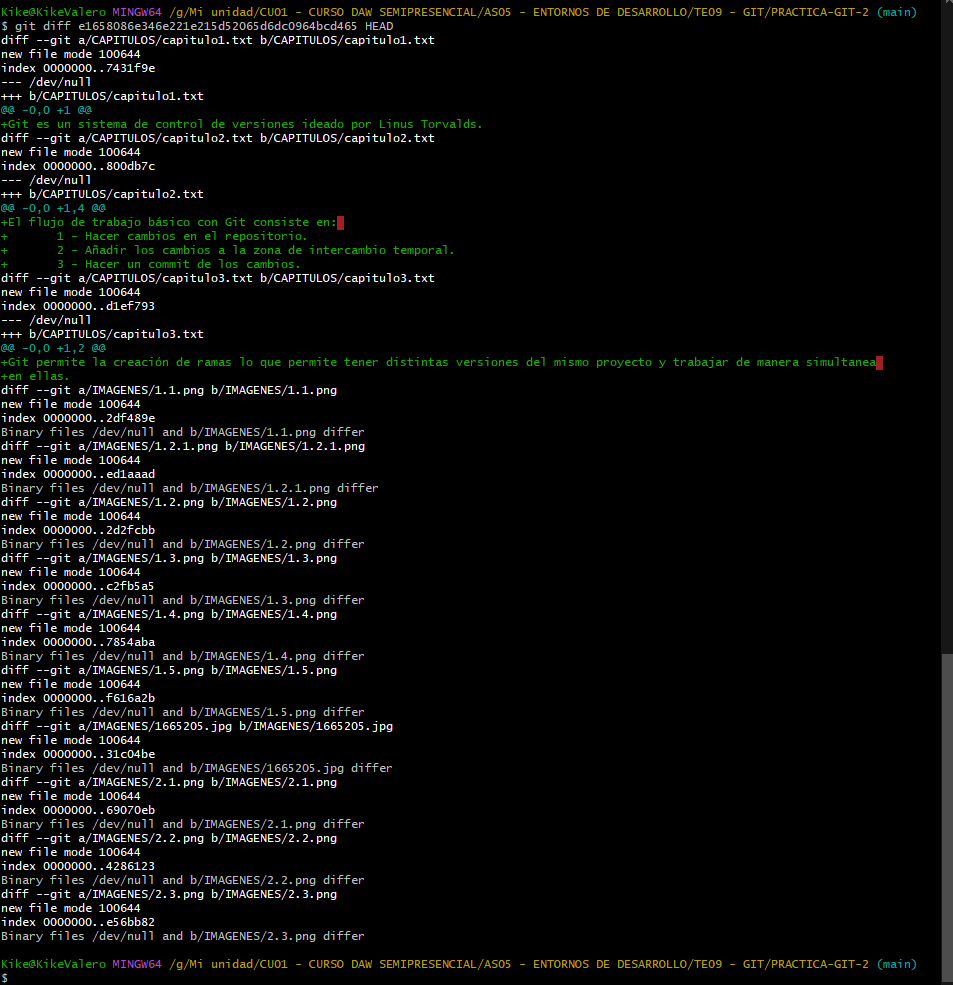 Kike@KikeValero MINGW64 /g/Mi unidad/CU01 - CURSO DAW SEMIPRESENCIAL/AS05 - ENTORNOS DE DESARROLLO/TE09 - GIT/PRACTICA-GIT-2 (main)
$ git diff e1658086e346e221e215d52065d6dc0964bcd465 HEAD
diff --git a/CAPITULOS/capitulo1.txt b/CAPITULOS/capitulo1.txt
new file mode 100644
index 0000000..7431f9e
--- /dev/null
+++ b/CAPITULOS/capitulo1.txt
@@ -0,0 +1 @@
+Git es un sistema de control de versiones ideado por Linus Torvalds.
diff --git a/CAPITULOS/capitulo2.txt b/CAPITULOS/capitulo2.txt
new file mode 100644
index 0000000..800db7c
--- /dev/null
+++ b/CAPITULOS/capitulo2.txt
@@ -0,0 +1,4 @@
+El flujo de trabajo básico con Git consiste en:
+       1 - Hacer cambios en el repositorio.
+       2 - Añadir los cambios a la zona de intercambio temporal.
+       3 - Hacer un commit de los cambios.
diff --git a/CAPITULOS/capitulo3.txt b/CAPITULOS/capitulo3.txt
new file mode 100644
index 0000000..d1ef793
--- /dev/null
+++ b/CAPITULOS/capitulo3.txt
@@ -0,0 +1,2 @@
+Git permite la creación de ramas lo que permite tener distintas versiones del mismo proyecto y trabajar de manera simultanea
+en ellas.
diff --git a/IMAGENES/1.1.png b/IMAGENES/1.1.png
new file mode 100644
index 0000000..2df489e
Binary files /dev/null and b/IMAGENES/1.1.png differ
diff --git a/IMAGENES/1.2.1.png b/IMAGENES/1.2.1.png
new file mode 100644
index 0000000..ed1aaad
Binary files /dev/null and b/IMAGENES/1.2.1.png differ
diff --git a/IMAGENES/1.2.png b/IMAGENES/1.2.png
new file mode 100644
index 0000000..2d2fcbb
Binary files /dev/null and b/IMAGENES/1.2.png differ
diff --git a/IMAGENES/1.3.png b/IMAGENES/1.3.png
new file mode 100644
index 0000000..c2fb5a5
Binary files /dev/null and b/IMAGENES/1.3.png differ
diff --git a/IMAGENES/1.4.png b/IMAGENES/1.4.png
new file mode 100644
index 0000000..7854aba
Binary files /dev/null and b/IMAGENES/1.4.png differ
diff --git a/IMAGENES/1.5.png b/IMAGENES/1.5.png
new file mode 100644
index 0000000..f616a2b
Binary files /dev/null and b/IMAGENES/1.5.png differ
diff --git a/IMAGENES/1665205.jpg b/IMAGENES/1665205.jpg
new file mode 100644
index 0000000..31c04be
Binary files /dev/null and b/IMAGENES/1665205.jpg differ
diff --git a/IMAGENES/2.1.png b/IMAGENES/2.1.png
new file mode 100644
index 0000000..69070eb
Binary files /dev/null and b/IMAGENES/2.1.png differ
diff --git a/IMAGENES/2.2.png b/IMAGENES/2.2.png
new file mode 100644
index 0000000..4286123
Binary files /dev/null and b/IMAGENES/2.2.png differ
diff --git a/IMAGENES/2.3.png b/IMAGENES/2.3.png
new file mode 100644
index 0000000..e56bb82
Binary files /dev/null and b/IMAGENES/2.3.png differ
Kike@KikeValero MINGW64 /g/Mi unidad/CU01 - CURSO DAW SEMIPRESENCIAL/AS05 - ENTORNOS DE DESARROLLO/TE09 - GIT/PRACTICA-GIT-2 (main)
$